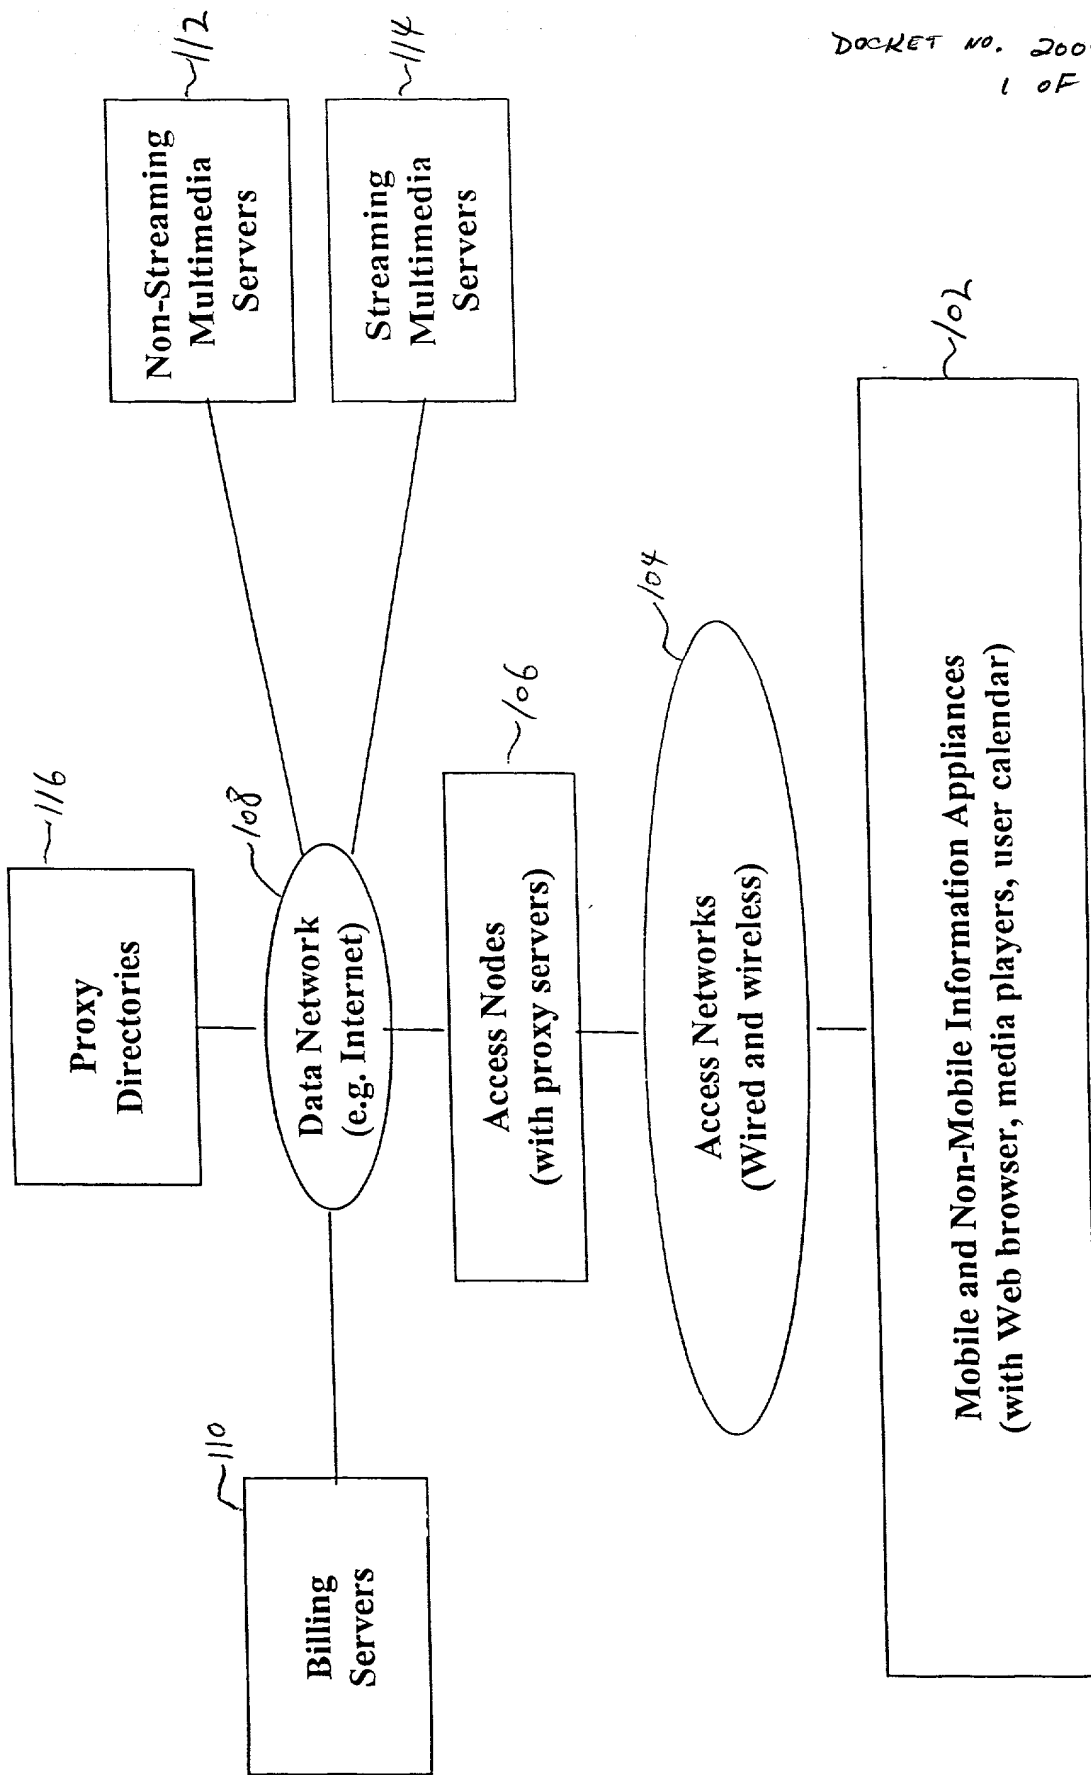 DOCKET NO. 200
1 OF
116
Proxy
Directories
112
Non-Streaming
Multimedia
Servers
108
Data Network
(e.g. Internet)
114
Streaming
Multimedia
Servers
110
Billing
Servers
106
Access Nodes
(with proxy servers)
104
Access Networks
(Wired and wireless)
102
Mobile and Non-Mobile Information Appliances
(with Web browser, media players, user calendar)